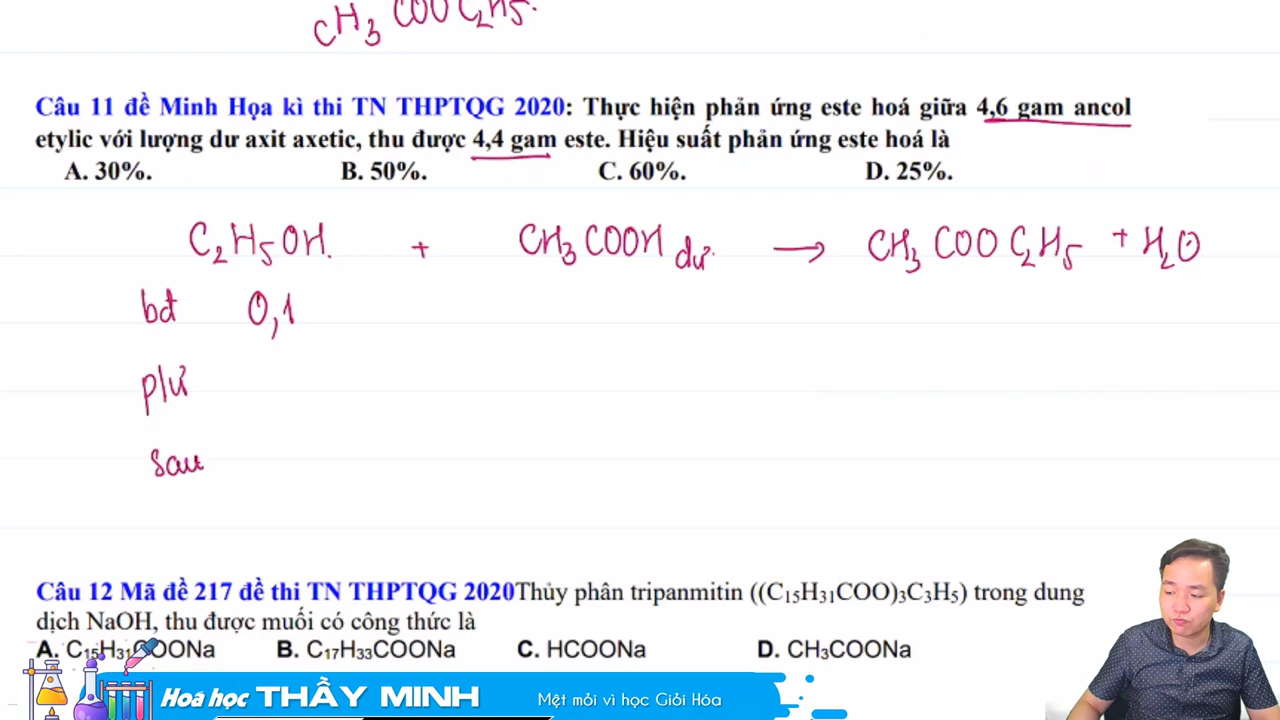 CH3COOC2H5.
Câu 11 đề Minh Họa kì thi TN THPTQG 2020: Thực hiện phản ứng este hoá giữa 4,6 gam ancol
etylic với lượng dư axit axetic, thu được 4,4 gam este. Hiệu suất phản ứng este hoá là
A. 30%. B. 50%. C. 60%. D. 25%.
C2H5OH. + CH3COOH dư → CH3COOC2H5 + H2O
bđ 0,1
plư
sau
Câu 12 Mã đề 217 đề thi TN THPTQG 2020Thủy phân tripanmitin ((C15H31COO)3C3H5) trong dung
dịch NaOH, thu được muối có công thức là
A. C15H31COONa B. C17H33COONa C. HCOONa D. CH3COONa
Hoá học THẦY MINH Mệt mỏi vì học Giỏi Hóa